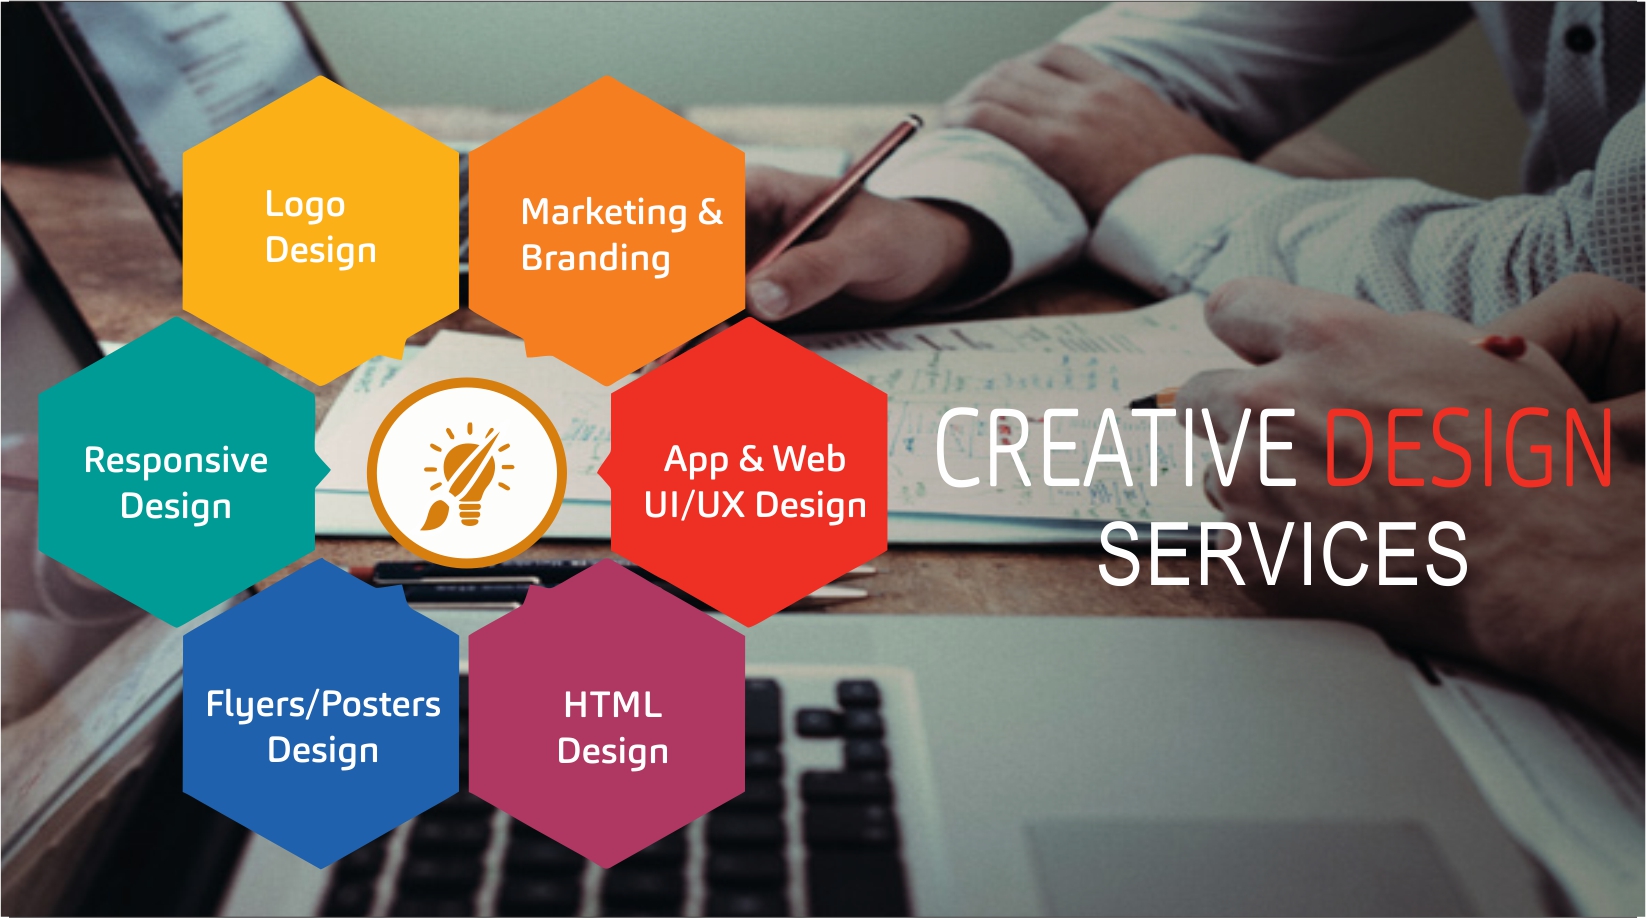 Logo
Design
Marketing &
Branding
Responsive
Design
App & Web
UI/UX Design
Flyers/Posters
Design
HTML
Design
CREATIVE DESIGN
SERVICES